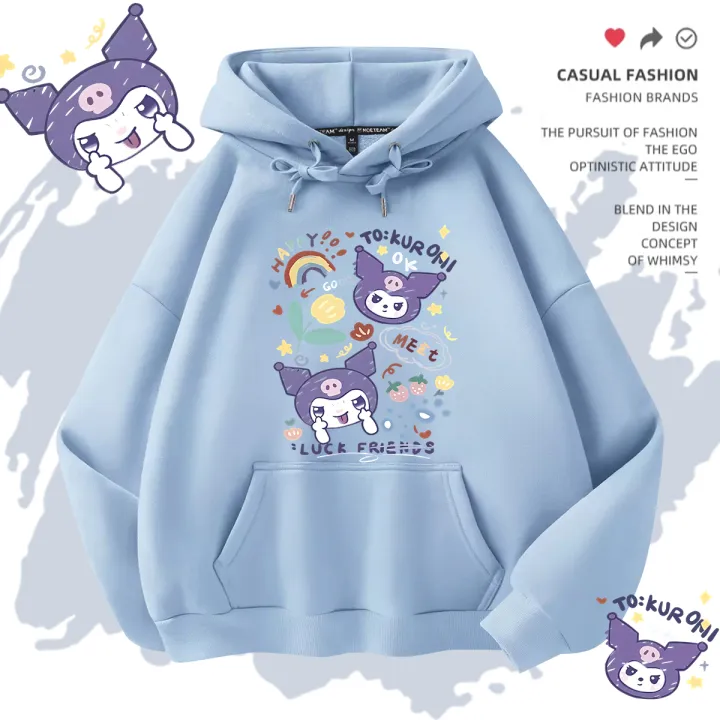 CASUAL FASHION
FASHION BRANDS
THE PURSUIT OF FASHION
THE EGO
OPTINISTIC ATTITUDE
BLEND IN THE
DESIGN
CONCEPT
OF WHIMSY
TO:KUROMI
OK
GO
MEEt
LUCK FRIENDS
TO:KUROMI